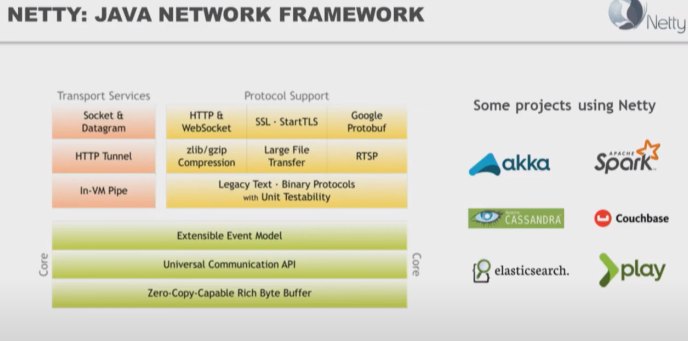 NETTY: JAVA NETWORK FRAMEWORK
Netty
Transport Services
Protocol Support
Socket &
Datagram
HTTP Tunnel
In-VM Pipe
HTTP &
WebSocket
SSL · StartTLS
Google
Protobuf
zlib/gzip
Compression
Large File
Transfer
RTSP
Legacy Text · Binary Protocols
with Unit Testability
Core
Extensible Event Model
Universal Communication API
Zero-Copy-Capable Rich Byte Buffer
Core
Some projects using Netty
akka
APACHE
Spark
CASSANDRA
Couchbase
elasticsearch.
play